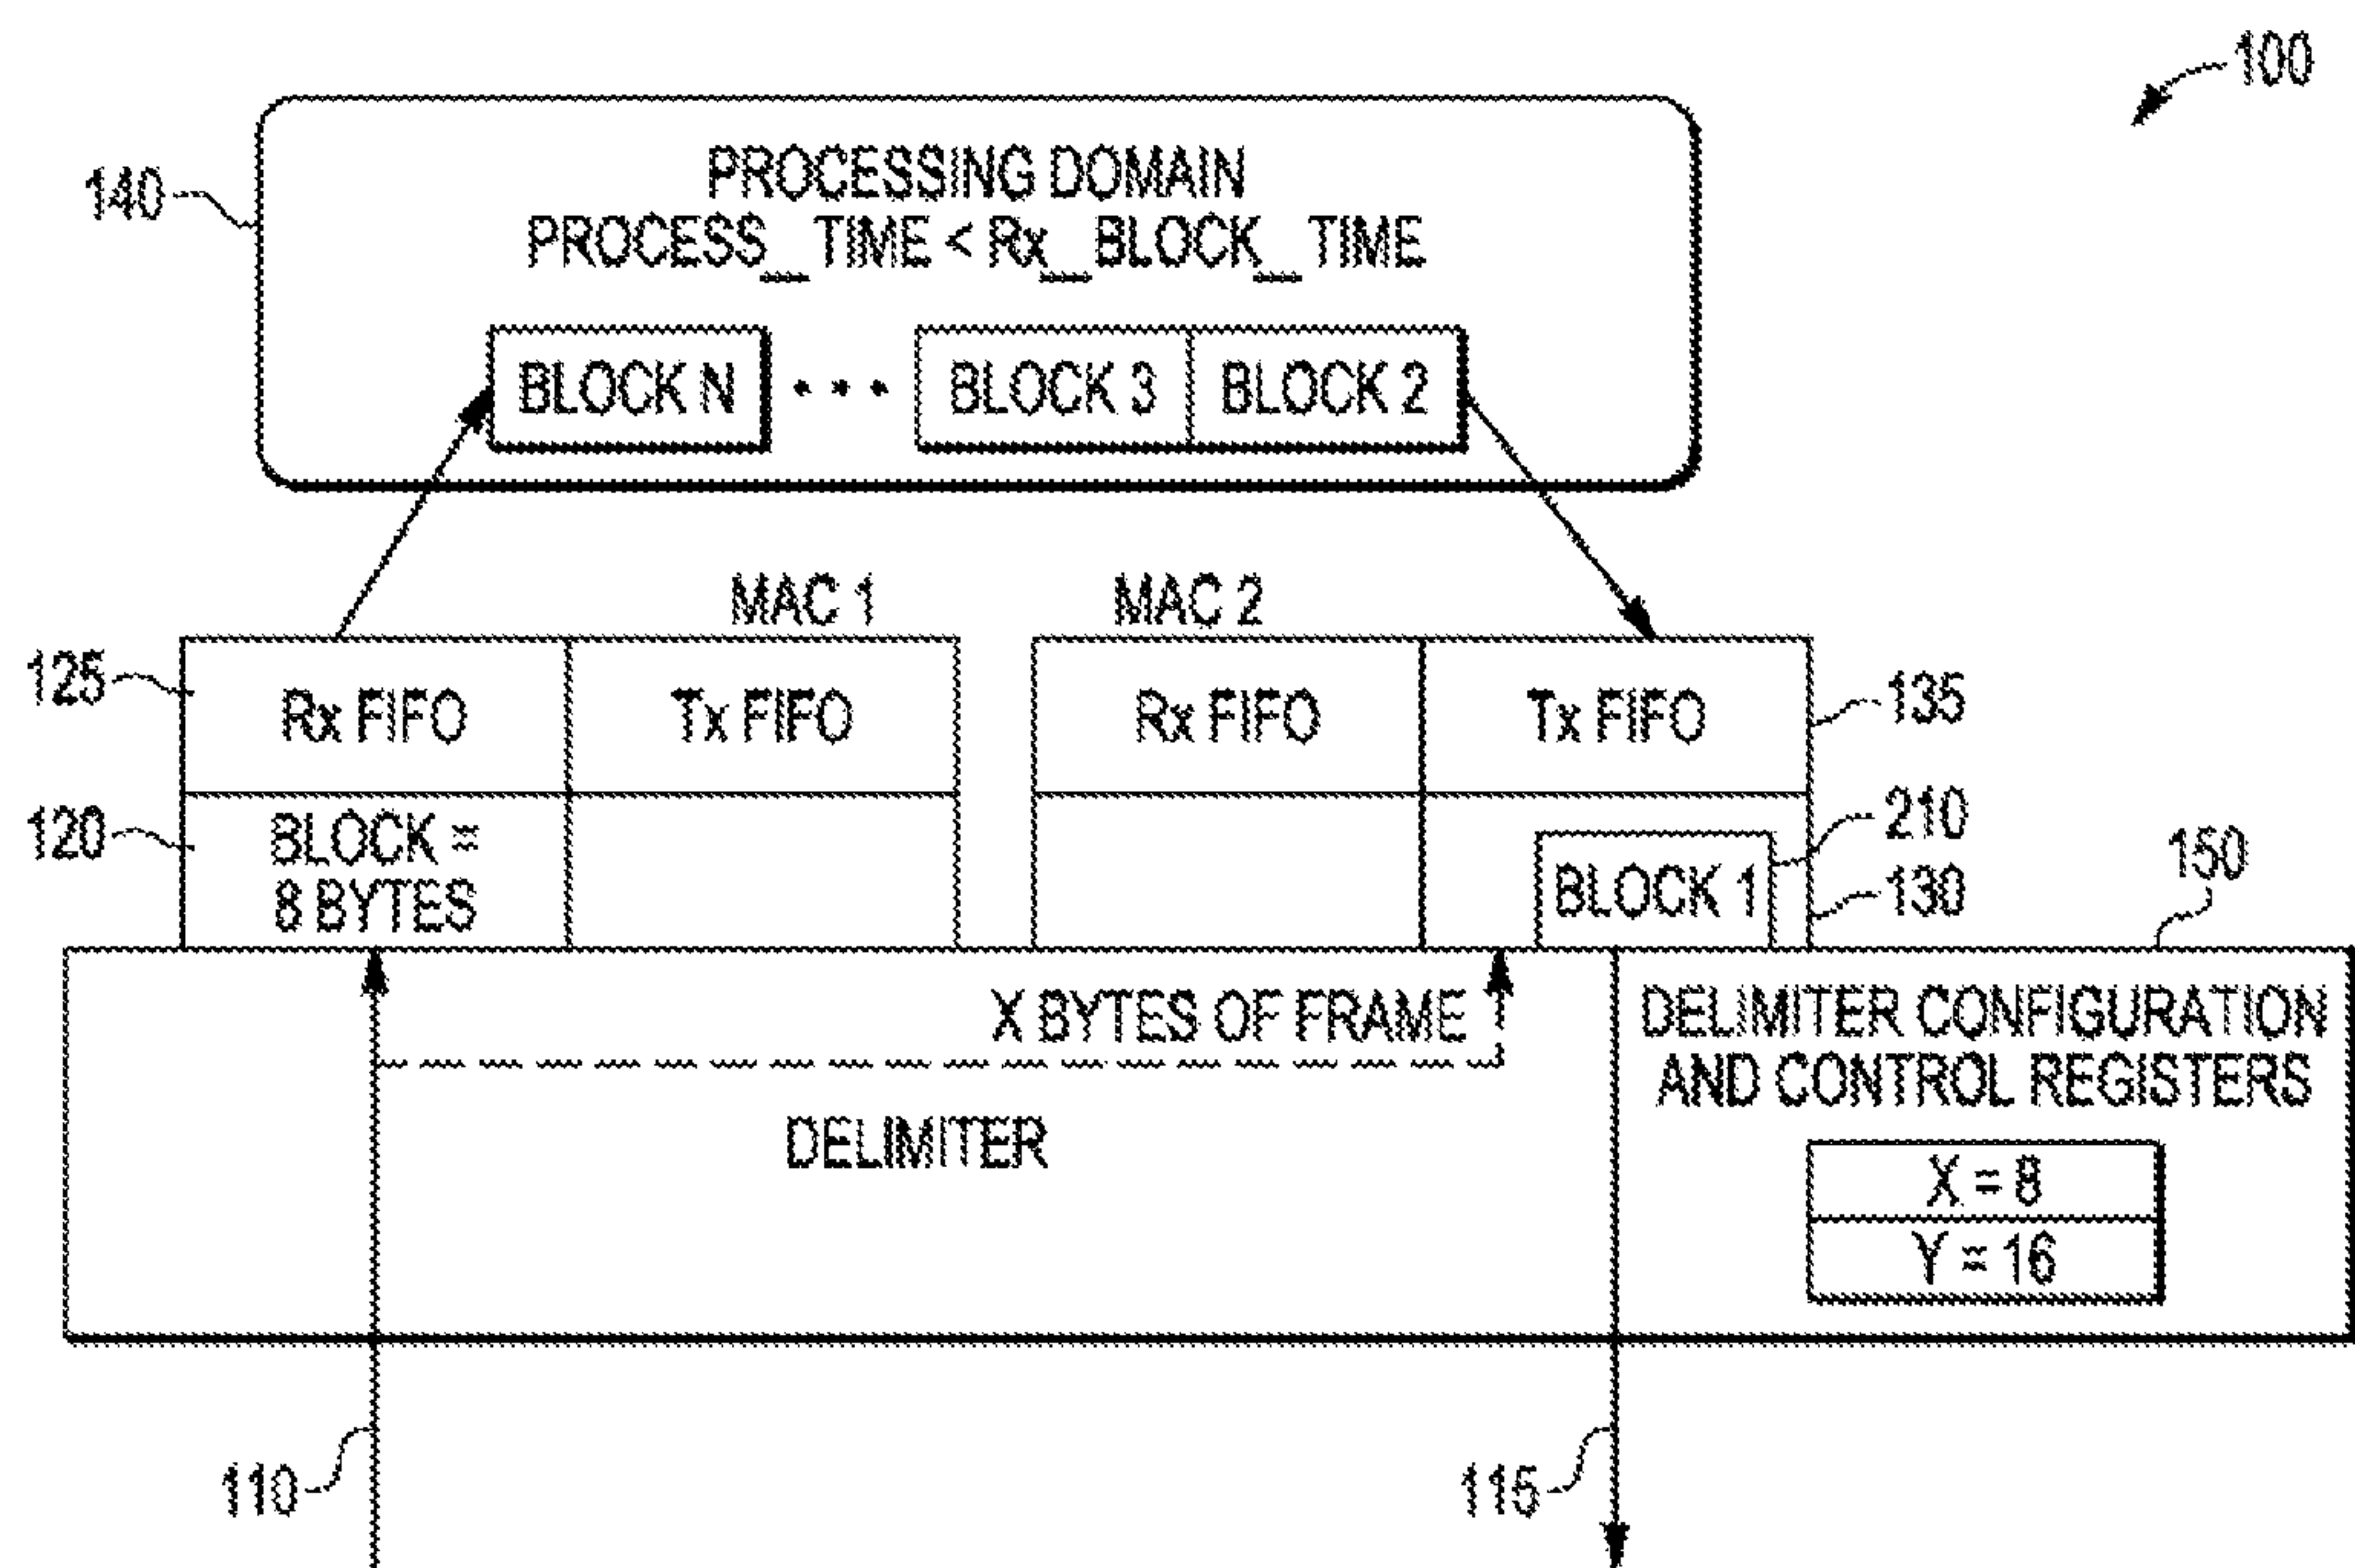 100
140
PROCESSING DOMAIN
PROCESS_TIME < Rx_BLOCK_TIME
BLOCK N
• • •
BLOCK 3
BLOCK 2
MAC 1
MAC 2
125
Rx FIFO
Tx FIFO
Rx FIFO
Tx FIFO
135
120
BLOCK =
8 BYTES
BLOCK 1
210
130
150
X BYTES OF FRAME
DELIMITER
DELIMITER CONFIGURATION
AND CONTROL REGISTERS
X = 8
Y = 16
110
115